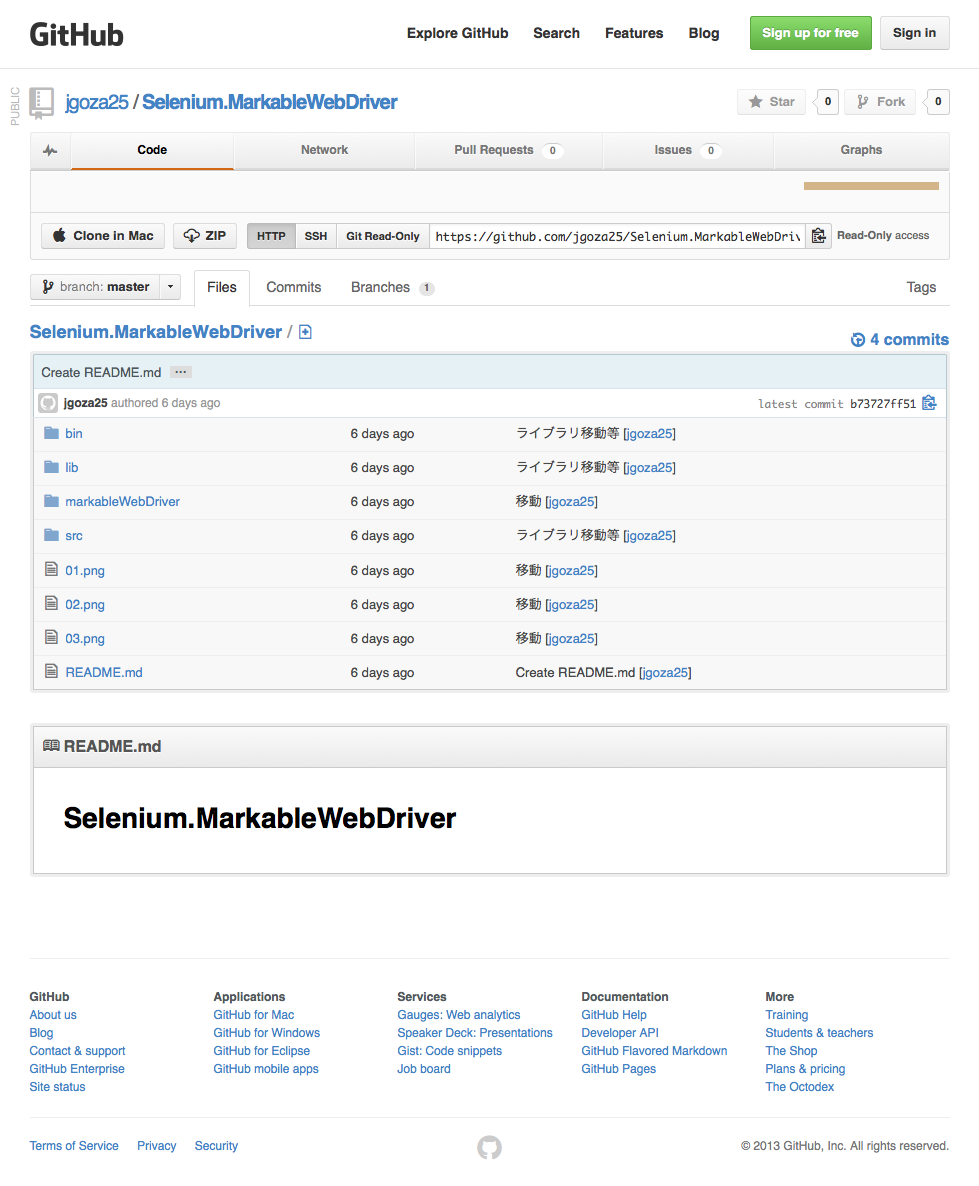 GitHub
Explore GitHub Search Features Blog Sign up for free Sign in
PUBLIC
jgoza25 / Selenium.MarkableWebDriver
Star 0 Fork 0
Code Network Pull Requests 0 Issues 0 Graphs
Clone in Mac ZIP HTTP SSH Git Read-Only https://github.com/jgoza25/Selenium.MarkableWebDriv Read-Only access
branch: master Files Commits Branches 1 Tags
Selenium.MarkableWebDriver /
4 commits
Create README.md ...
jgoza25 authored 6 days ago latest commit b73727ff51
bin 6 days ago ライブラリ移動等 [jgoza25]
lib 6 days ago ライブラリ移動等 [jgoza25]
markableWebDriver 6 days ago 移動 [jgoza25]
src 6 days ago ライブラリ移動等 [jgoza25]
01.png 6 days ago 移動 [jgoza25]
02.png 6 days ago 移動 [jgoza25]
03.png 6 days ago 移動 [jgoza25]
README.md 6 days ago Create README.md [jgoza25]
README.md
Selenium.MarkableWebDriver
GitHub Applications Services Documentation More
About us GitHub for Mac Gauges: Web analytics GitHub Help Training
Blog GitHub for Windows Speaker Deck: Presentations Developer API Students & teachers
Contact & support GitHub for Eclipse Gist: Code snippets GitHub Flavored Markdown The Shop
GitHub Enterprise GitHub mobile apps Job board GitHub Pages Plans & pricing
Site status The Octodex
Terms of Service Privacy Security © 2013 GitHub, Inc. All rights reserved.